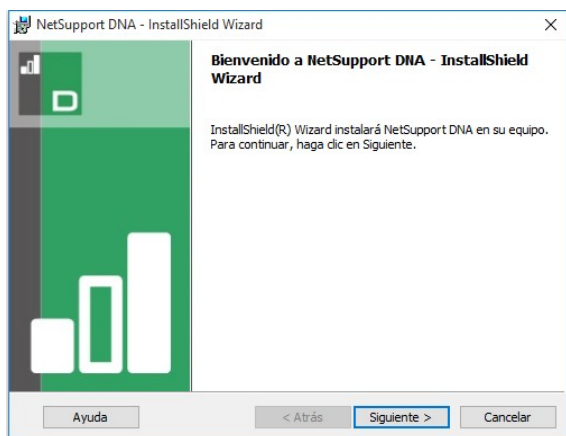 NetSupport DNA - InstallShield Wizard
D
Bienvenido a NetSupport DNA - InstallShield
Wizard
InstallShield(R) Wizard instalará NetSupport DNA en su equipo.
Para continuar, haga clic en Siguiente.
Ayuda
< Atrás
Siguiente >
Cancelar